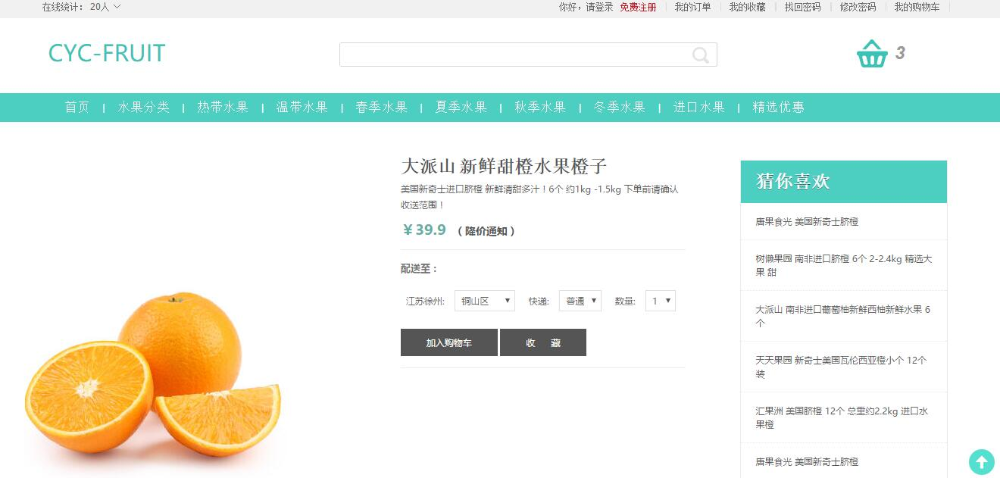 在线统计： 20人
你好，请登录 免费注册 我的订单 我的收藏 找回密码 修改密码 我的购物车
CYC-FRUIT
3
首页 | 水果分类 | 热带水果 | 温带水果 | 春季水果 | 夏季水果 | 秋季水果 | 冬季水果 | 进口水果 | 精选优惠
大派山 新鲜甜橙水果橙子
美国新奇士进口脐橙 新鲜清甜多汁！6个 约1kg -1.5kg 下单前请确认
收送范围！
￥39.9 （隆价通知）
配送至：
江苏徐州: 铜山区 快递: 普通 数量: 1
加入购物车 收 藏
猜你喜欢
唐果食光 美国新奇士脐橙
树懒果园 南非进口脐橙 6个 2-2.4kg 精选大
果 甜
大派山 南非进口葡萄柚新鲜西柚新鲜水果 6
个
天天果园 新奇士美国瓦伦西亚橙小个 12个
装
汇果洲 美国脐橙 12个 总重约2.2kg 进口水
果橙
唐果食光 美国新奇士脐橙